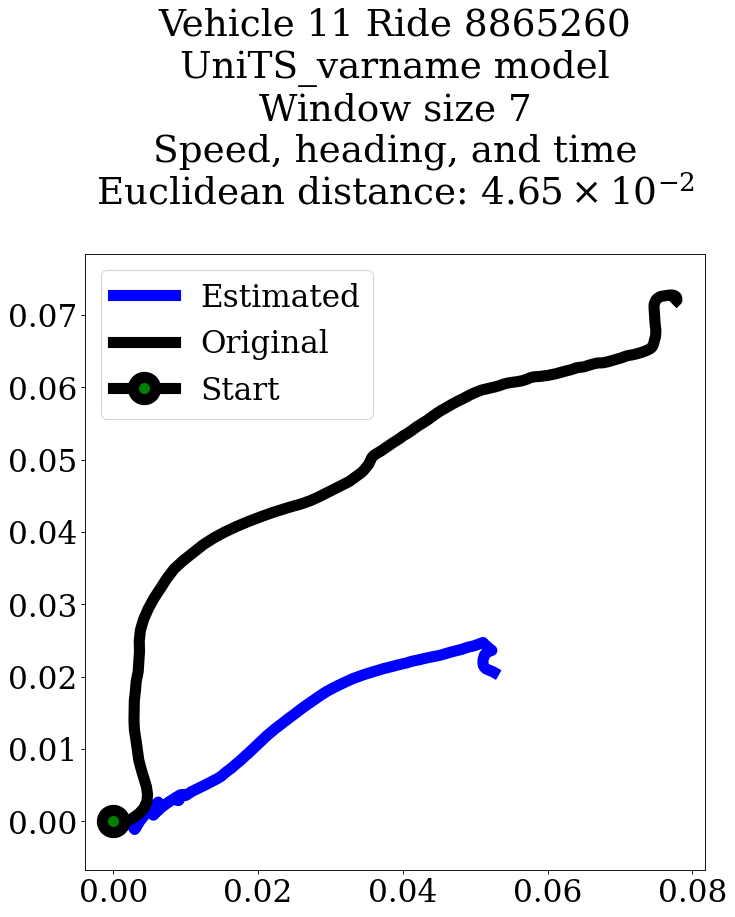 Vehicle 11 Ride 8865260
UniTS_varname model
Window size 7
Speed, heading, and time
Euclidean distance: 4.65 × 10⁻²
Estimated
Original
Start
0.07
0.06
0.05
0.04
0.03
0.02
0.01
0.00
0.00 0.02 0.04 0.06 0.08